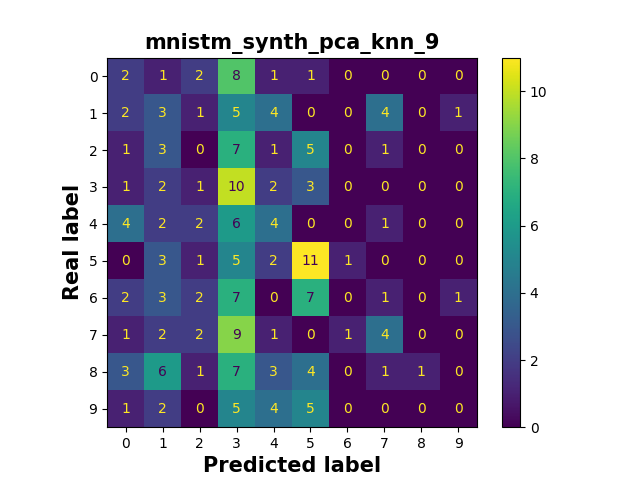 mnistm_synth_pca_knn_9
0 2 1 2 8 1 1 0 0 0 0
1 2 3 1 5 4 0 0 4 0 1
2 1 3 0 7 1 5 0 1 0 0
3 1 2 1 10 2 3 0 0 0 0
4 4 2 2 6 4 0 0 1 0 0
5 0 3 1 5 2 11 1 0 0 0
6 2 3 2 7 0 7 0 1 0 1
7 1 2 2 9 1 0 1 4 0 0
8 3 6 1 7 3 4 0 1 1 0
9 1 2 0 5 4 5 0 0 0 0
0 1 2 3 4 5 6 7 8 9
Predicted label
Real label
10
8
6
4
2
0